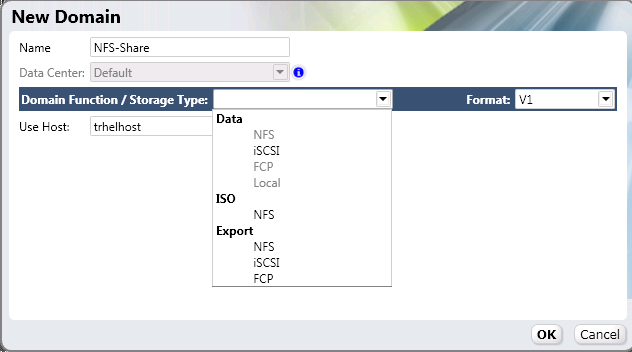 New Domain
Name NFS-Share
Data Center: Default
Domain Function / Storage Type: Format: V1
Use Host: trhelhost
Data
NFS
iSCSI
FCP
Local
ISO
NFS
Export
NFS
iSCSI
FCP
OK Cancel